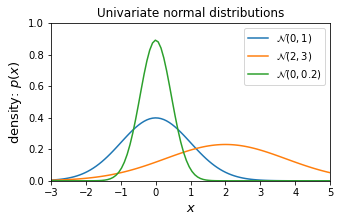 Univariate normal distributions
density: p(x)
1.0
0.8
0.6
0.4
0.2
0.0
−3
−2
−1
0
1
2
3
4
5
x
𝒩(0, 1)
𝒩(2, 3)
𝒩(0, 0.2)